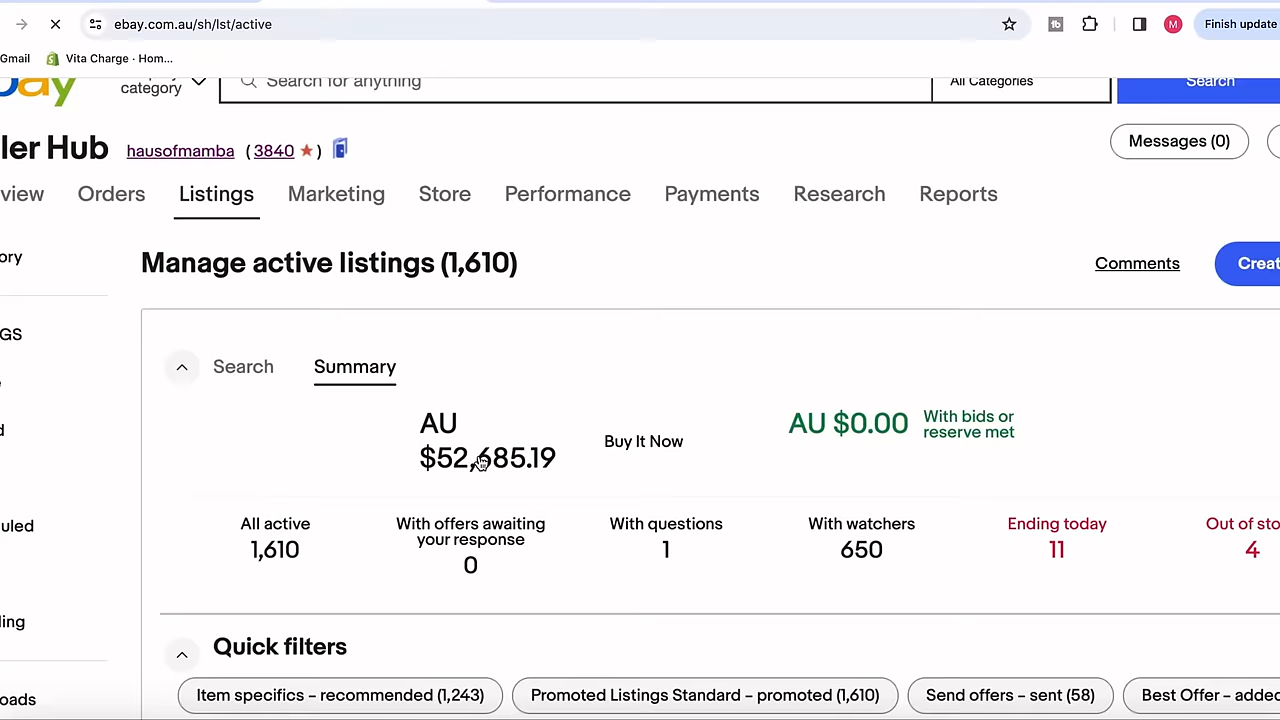 ebay.com.au/sh/lst/active
Finish update
Gmail
Vita Charge · Hom...
category
Search for anything
All Categories
Search
ler Hub
hausofmamba (3840 ★)
Messages (0)
view
Orders
Listings
Marketing
Store
Performance
Payments
Research
Reports
ory
Manage active listings (1,610)
Comments
Creat
GS
Search
Summary
AU
$52,685.19
Buy It Now
AU $0.00
With bids or
reserve met
uled
All active
1,610
With offers awaiting
your response
0
With questions
1
With watchers
650
Ending today
11
Out of sto
4
ling
Quick filters
oads
Item specifics – recommended (1,243)
Promoted Listings Standard – promoted (1,610)
Send offers – sent (58)
Best Offer – added